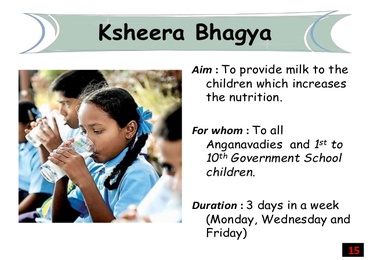 Ksheera Bhagya
Aim : To provide milk to the
children which increases
the nutrition.
For whom : To all
Anganavadies and 1st to
10th Government School
children.
Duration : 3 days in a week
(Monday, Wednesday and
Friday)
15